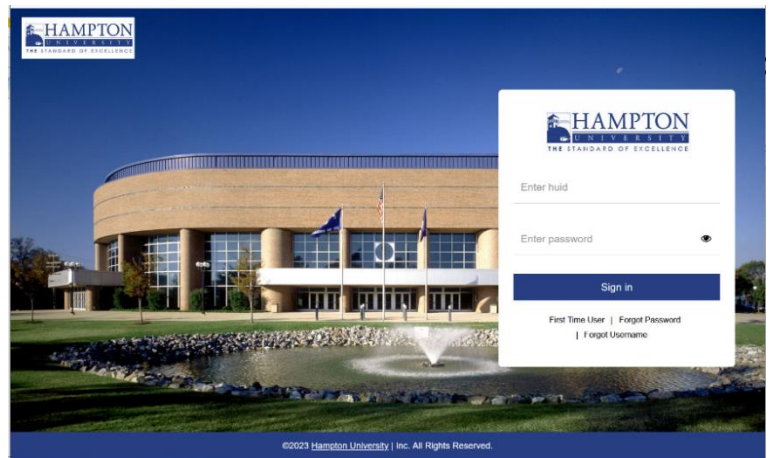 HAMPTON
UNIVERSITY
THE STANDARD OF EXCELLENCE
HAMPTON
UNIVERSITY
THE STANDARD OF EXCELLENCE
Enter huid
Enter password
Sign in
First Time User | Forgot Password
| Forgot Username
©2023 Hampton University | Inc. All Rights Reserved.